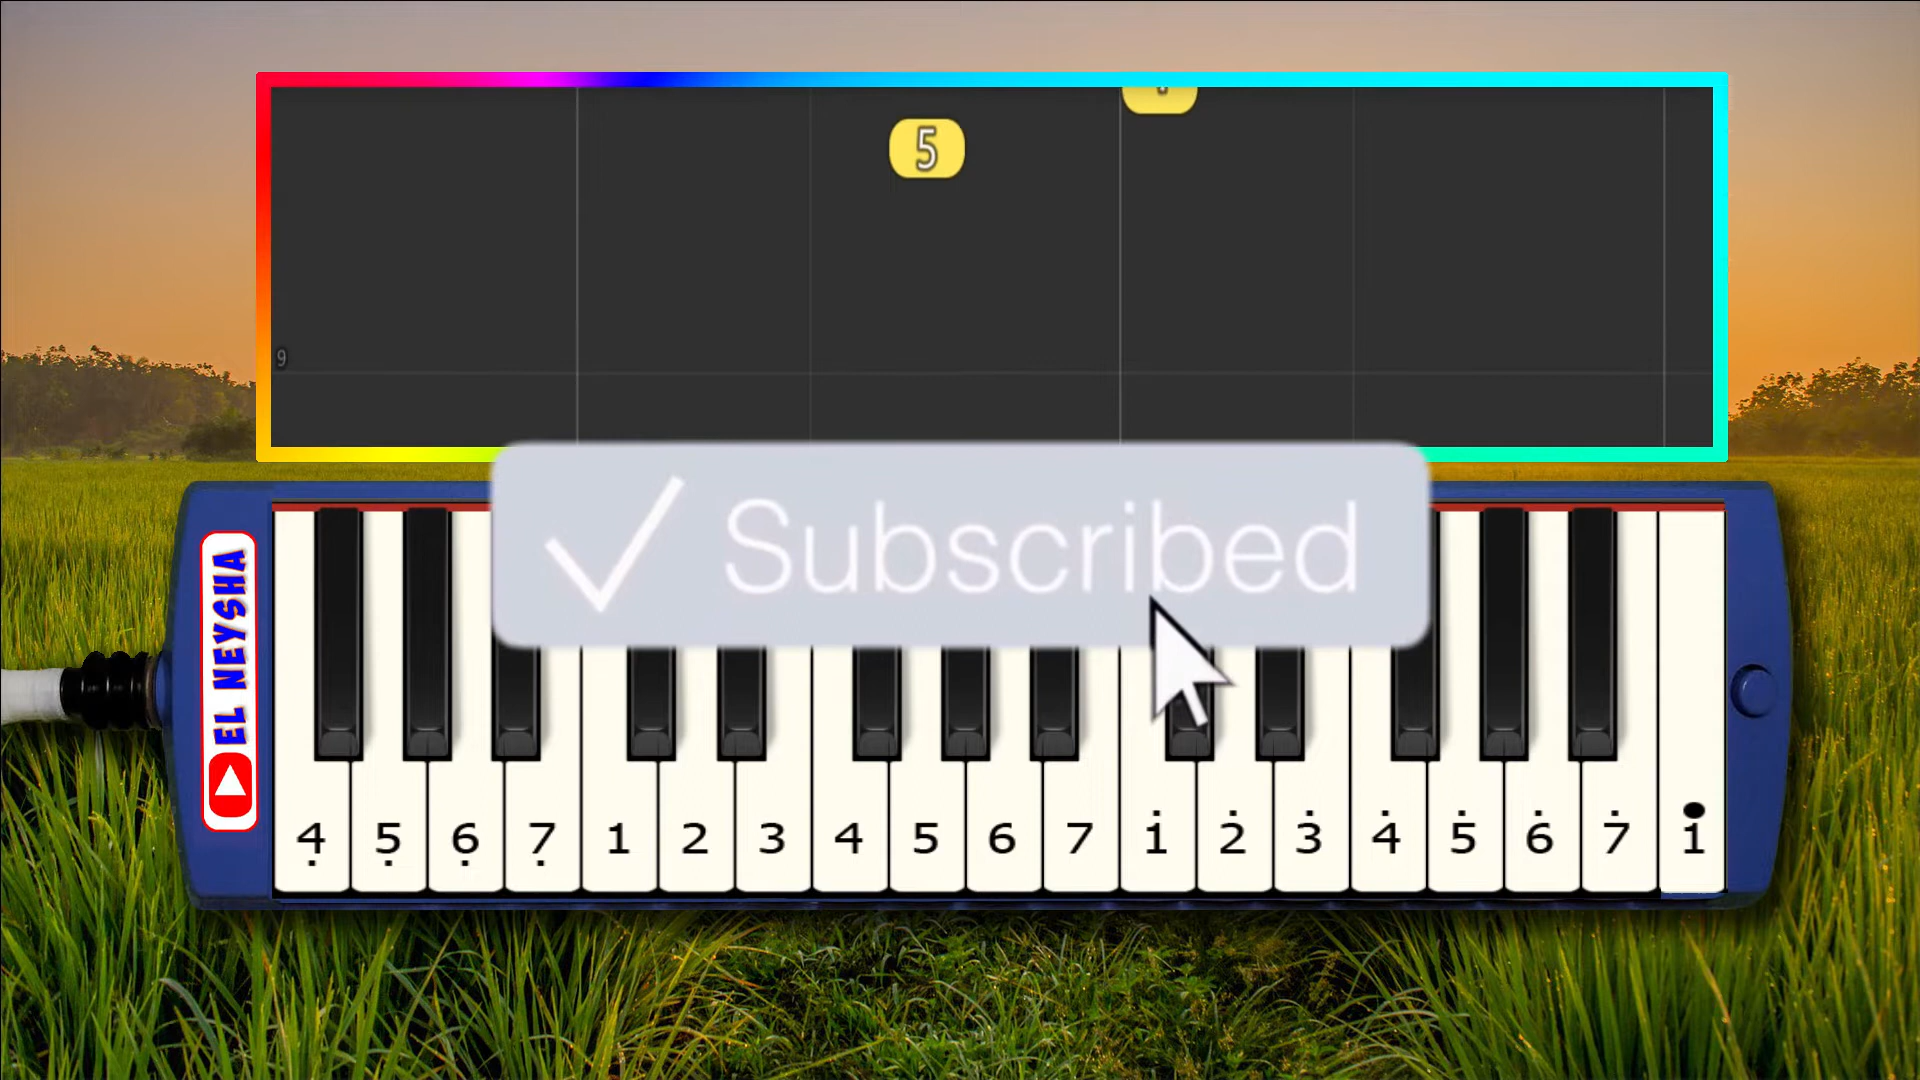 5
9
✓ Subscribed
EL NEYSHA
4̣ 5̣ 6̣ 7̣ 1 2 3 4 5 6 7 1̇ 2̇ 3̇ 4̇ 5̇ 6̇ 7̇ 1̇